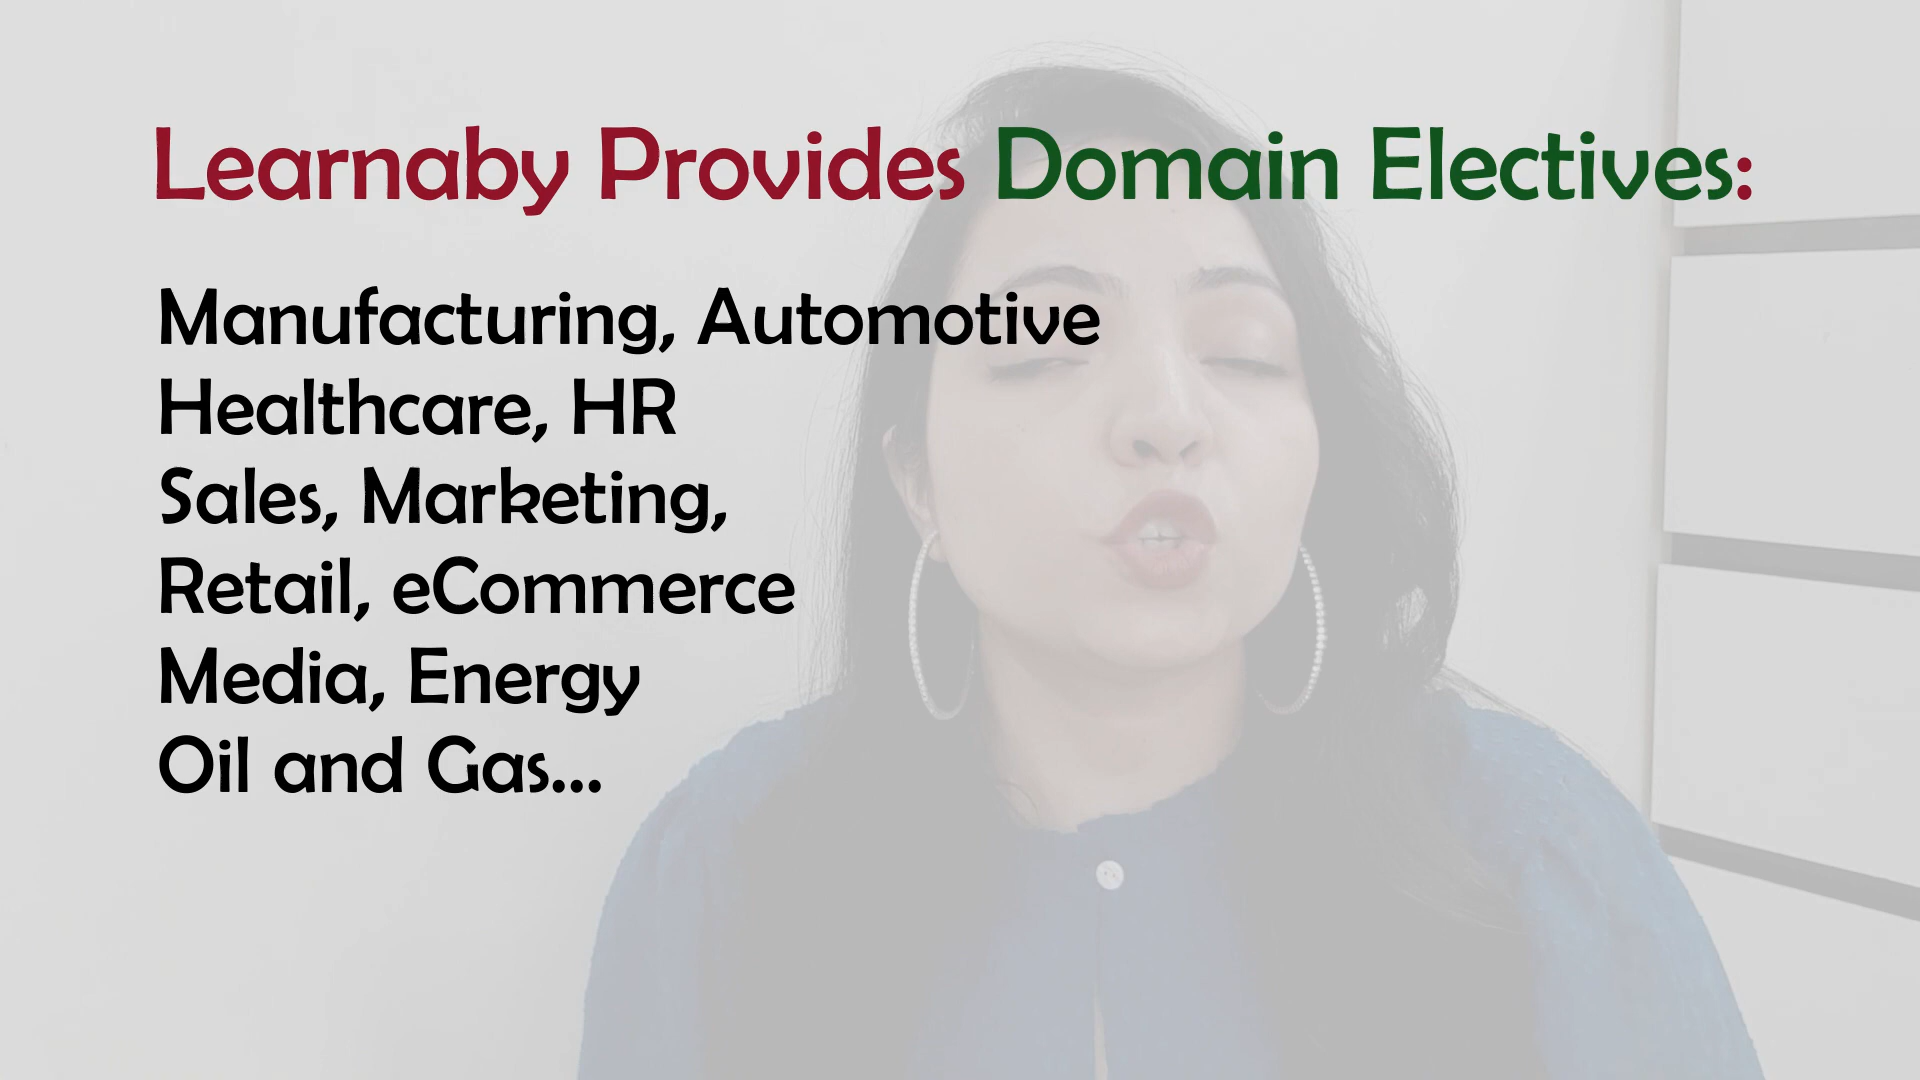 Learnaby Provides Domain Electives:
Manufacturing, Automotive
Healthcare, HR
Sales, Marketing,
Retail, eCommerce
Media, Energy
Oil and Gas...